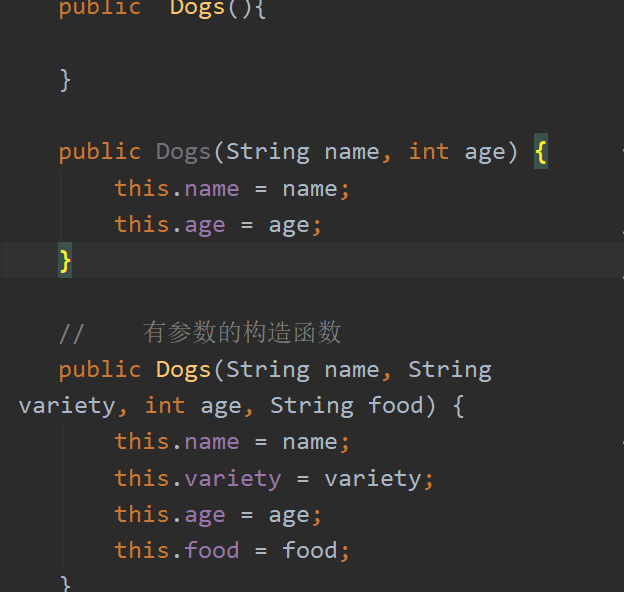 public  Dogs(){
}
public Dogs(String name, int age) {
this.name = name;
this.age = age;
}
//    有参数的构造函数
public Dogs(String name, String
variety, int age, String food) {
this.name = name;
this.variety = variety;
this.age = age;
this.food = food;
}